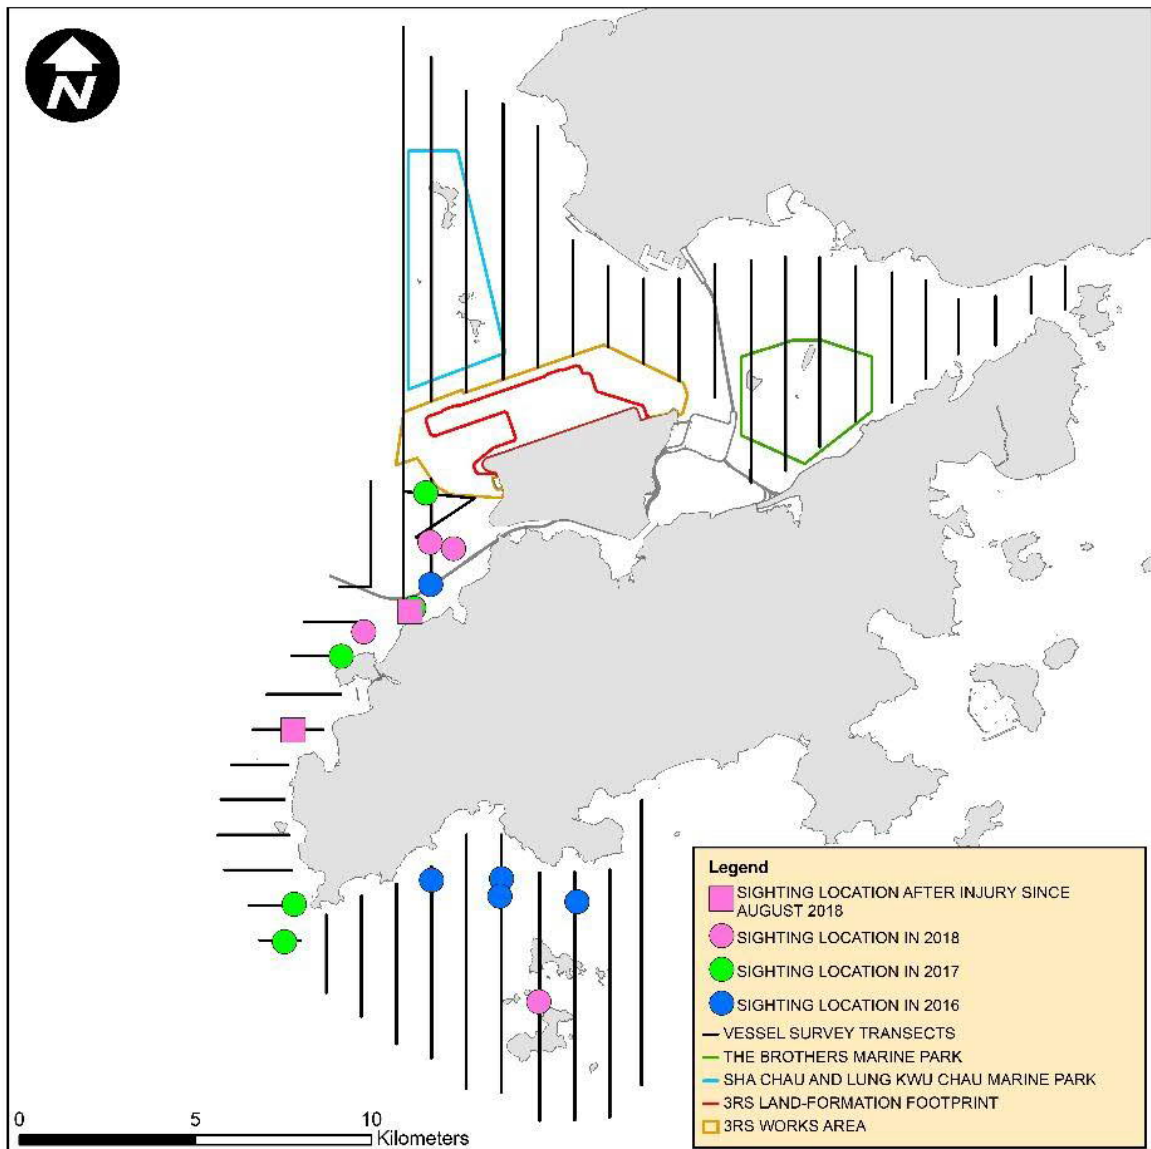 N
Legend
SIGHTING LOCATION AFTER INJURY SINCE
AUGUST 2018
SIGHTING LOCATION IN 2018
SIGHTING LOCATION IN 2017
SIGHTING LOCATION IN 2016
VESSEL SURVEY TRANSECTS
THE BROTHERS MARINE PARK
SHA CHAU AND LUNG KWU CHAU MARINE PARK
3RS LAND-FORMATION FOOTPRINT
3RS WORKS AREA
0 5 10
Kilometers